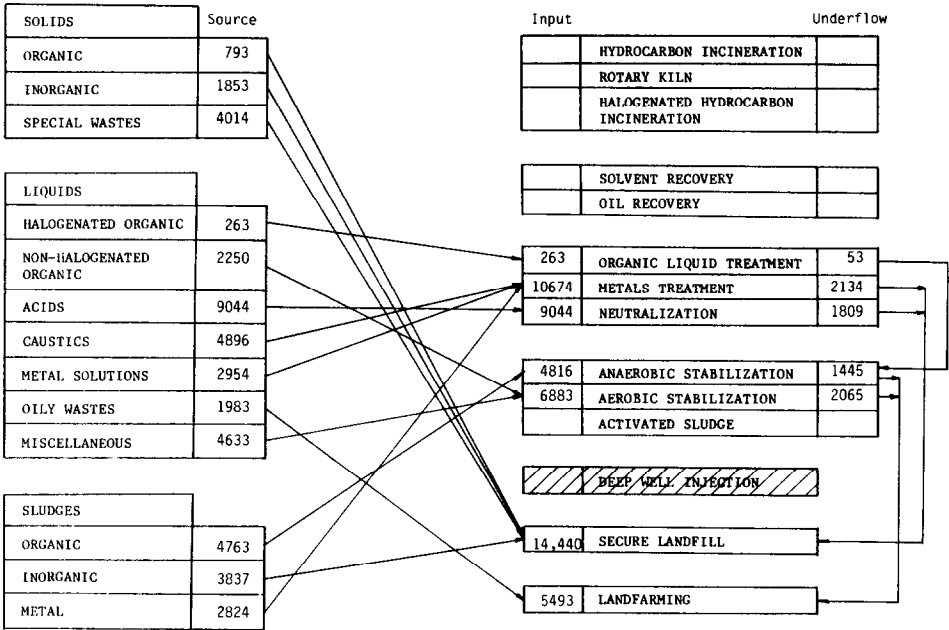 SOLIDS Source
ORGANIC 793
INORGANIC 1853
SPECIAL WASTES 4014
LIQUIDS
HALOGENATED ORGANIC 263
NON-HALOGENATED
ORGANIC 2250
ACIDS 9044
CAUSTICS 4896
METAL SOLUTIONS 2954
OILY WASTES 1983
MISCELLANEOUS 4633
SLUDGES
ORGANIC 4763
INORGANIC 3837
METAL 2824
Input Underflow
HYDROCARBON INCINERATION
ROTARY KILN
HALOGENATED HYDROCARBON
INCINERATION
SOLVENT RECOVERY
OIL RECOVERY
263 ORGANIC LIQUID TREATMENT 53
10674 METALS TREATMENT 2134
9044 NEUTRALIZATION 1809
4816 ANAEROBIC STABILIZATION 1445
6883 AEROBIC STABILIZATION 2065
ACTIVATED SLUDGE
DEEP WELL INJECTION
14,440 SECURE LANDFILL
5493 LANDFARMING